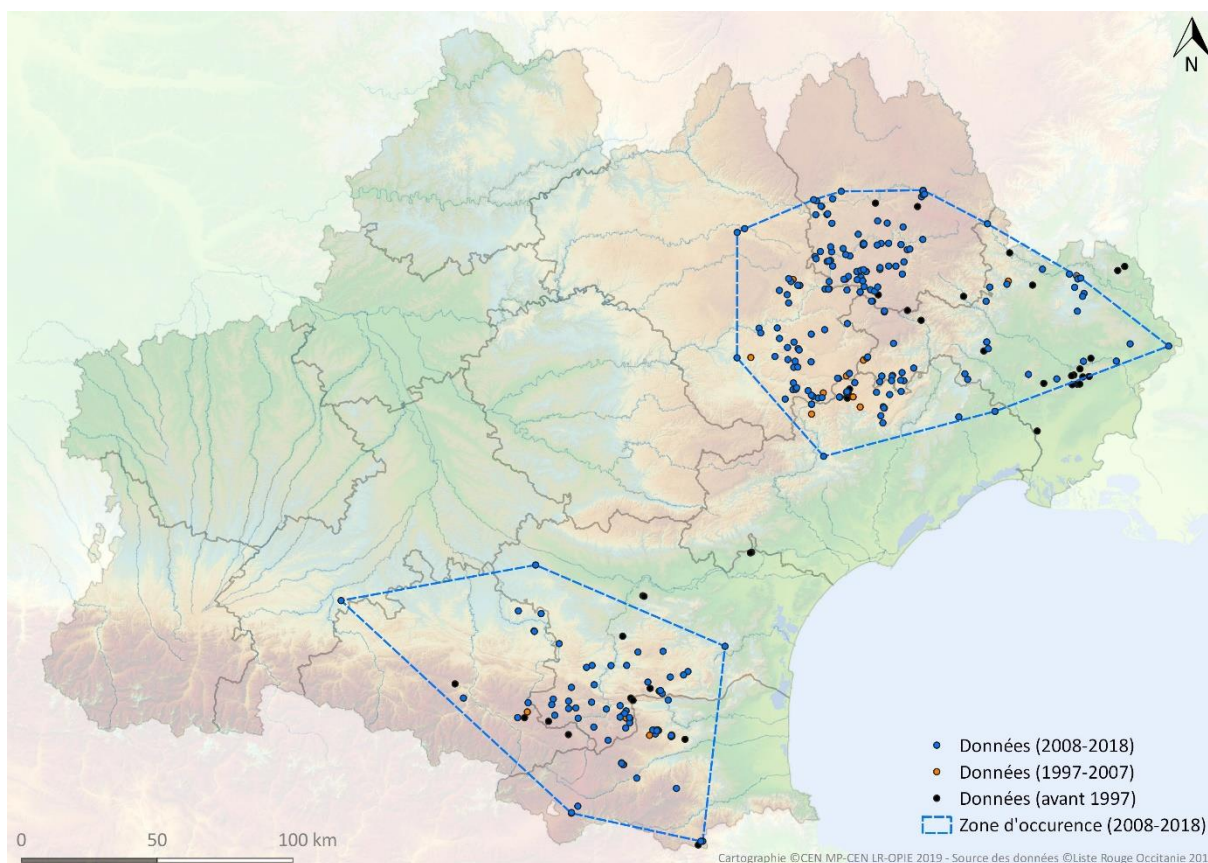 N
Données (2008-2018)
Données (1997-2007)
Données (avant 1997)
Zone d'occurence (2008-2018)
0 50 100 km
Cartographie ©CEN MP-CEN LR-OPIE 2019 - Source des données ©Liste Rouge Occitanie 201